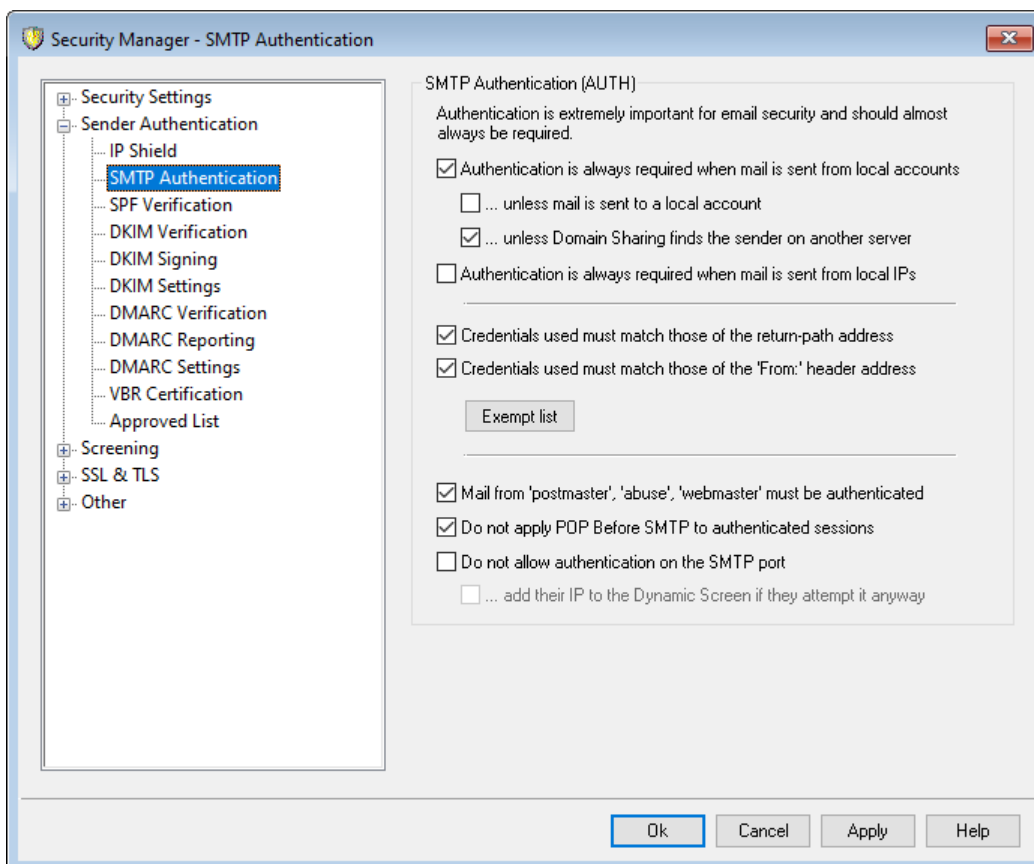 Security Manager - SMTP Authentication
Security Settings
Sender Authentication
IP Shield
SMTP Authentication
SPF Verification
DKIM Verification
DKIM Signing
DKIM Settings
DMARC Verification
DMARC Reporting
DMARC Settings
VBR Certification
Approved List
Screening
SSL & TLS
Other
SMTP Authentication (AUTH)
Authentication is extremely important for email security and should almost
always be required.
Authentication is always required when mail is sent from local accounts
... unless mail is sent to a local account
... unless Domain Sharing finds the sender on another server
Authentication is always required when mail is sent from local IPs
Credentials used must match those of the return-path address
Credentials used must match those of the 'From:' header address
Exempt list
Mail from 'postmaster', 'abuse', 'webmaster' must be authenticated
Do not apply POP Before SMTP to authenticated sessions
Do not allow authentication on the SMTP port
... add their IP to the Dynamic Screen if they attempt it anyway
Ok
Cancel
Apply
Help